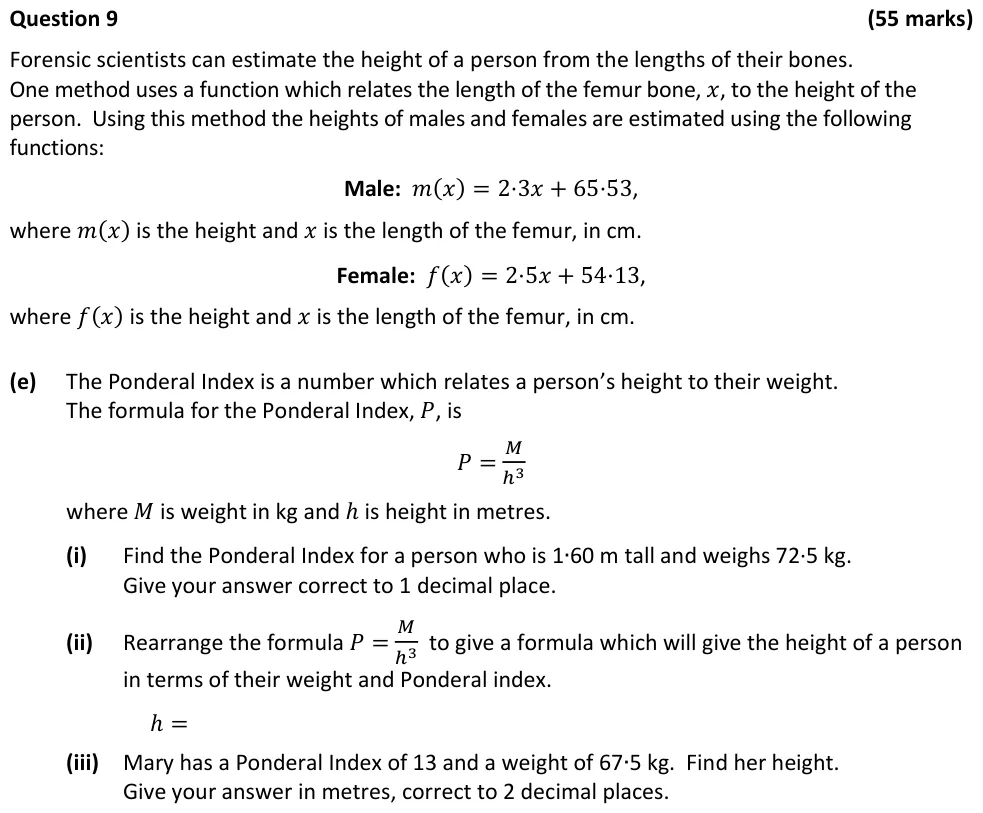 Question 9 (55 marks)
Forensic scientists can estimate the height of a person from the lengths of their bones.
One method uses a function which relates the length of the femur bone, x, to the height of the
person. Using this method the heights of males and females are estimated using the following
functions:
Male: m(x) = 2·3x + 65·53,
where m(x) is the height and x is the length of the femur, in cm.
Female: f(x) = 2·5x + 54·13,
where f(x) is the height and x is the length of the femur, in cm.
(e) The Ponderal Index is a number which relates a person’s height to their weight.
The formula for the Ponderal Index, P, is
P = M/h³
where M is weight in kg and h is height in metres.
(i) Find the Ponderal Index for a person who is 1·60 m tall and weighs 72·5 kg.
Give your answer correct to 1 decimal place.
(ii) Rearrange the formula P = M/h³ to give a formula which will give the height of a person
in terms of their weight and Ponderal index.
h =
(iii) Mary has a Ponderal Index of 13 and a weight of 67·5 kg. Find her height.
Give your answer in metres, correct to 2 decimal places.